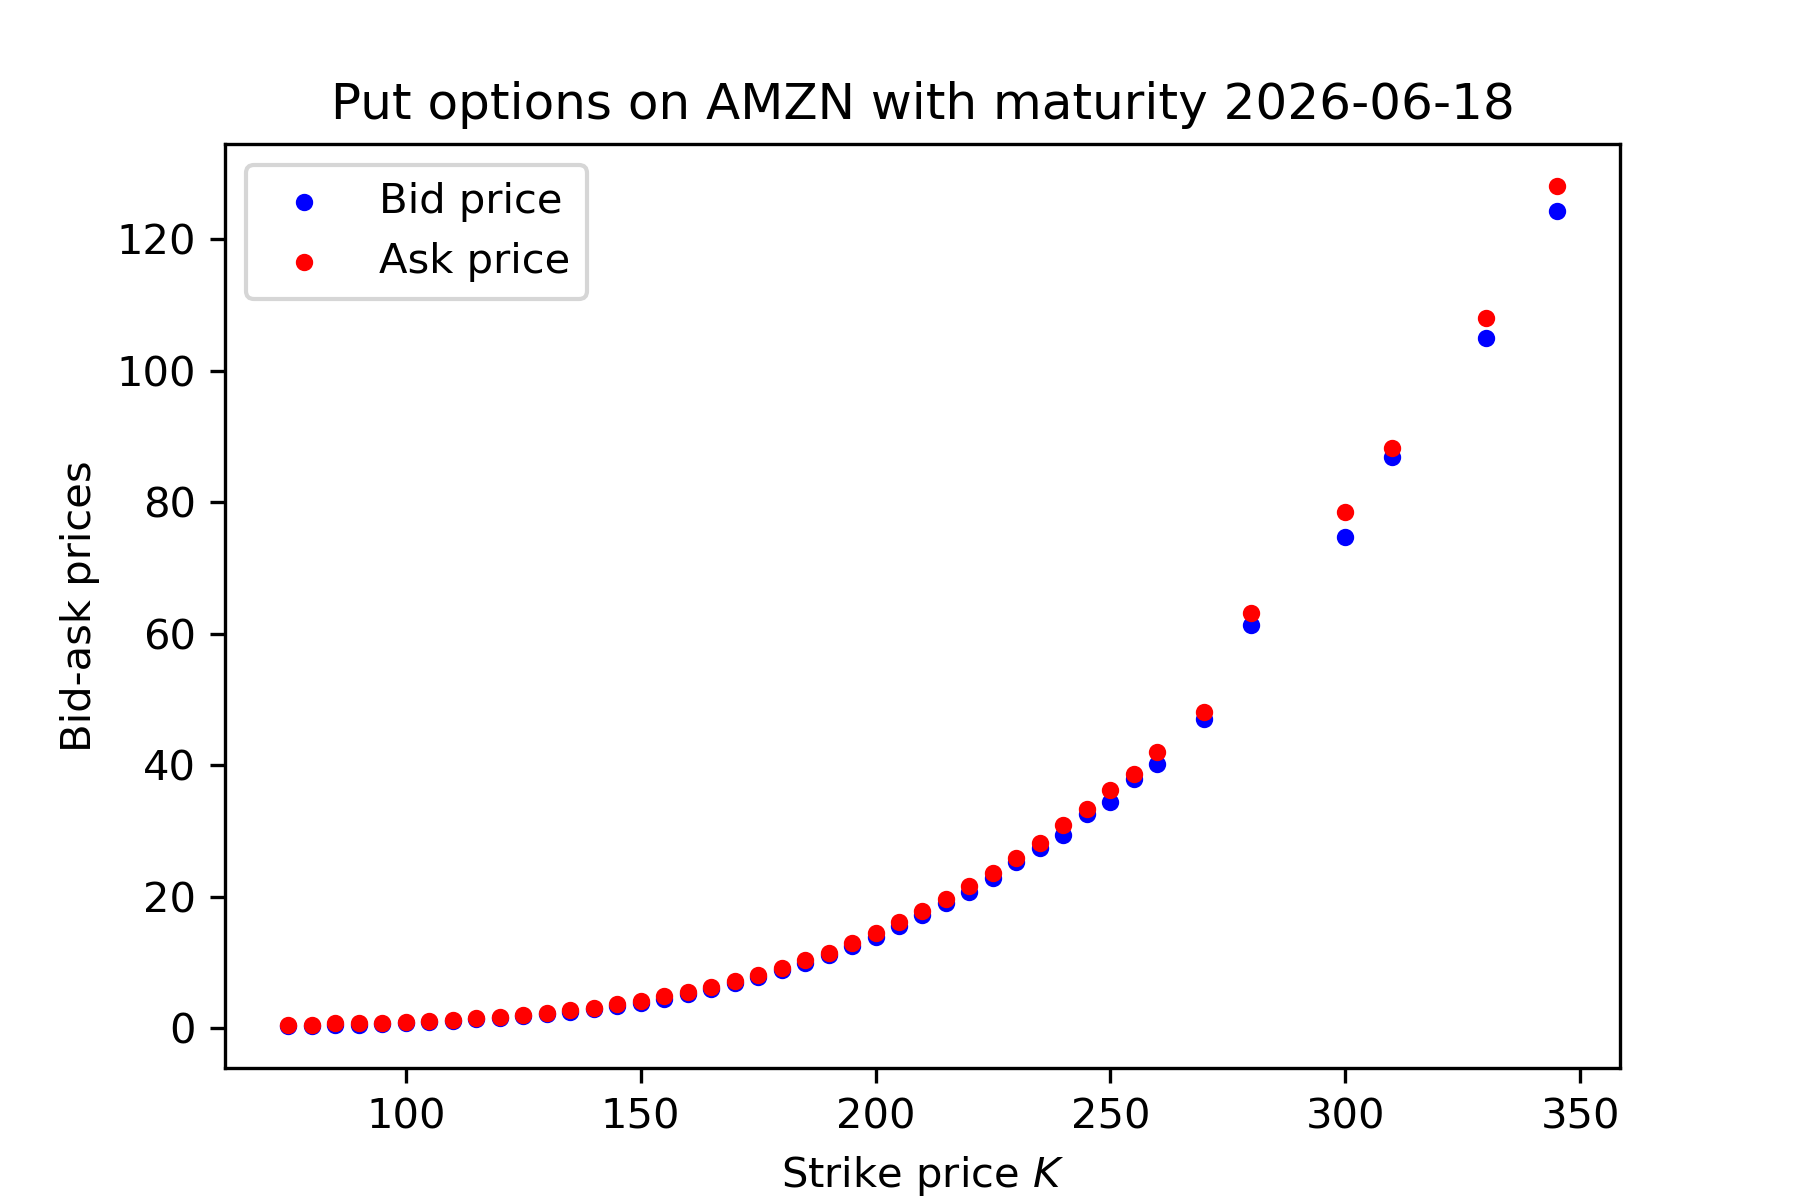 Put options on AMZN with maturity 2026-06-18
Bid price
Ask price
120
100
80
60
40
20
0
Bid-ask prices
100 150 200 250 300 350
Strike price K